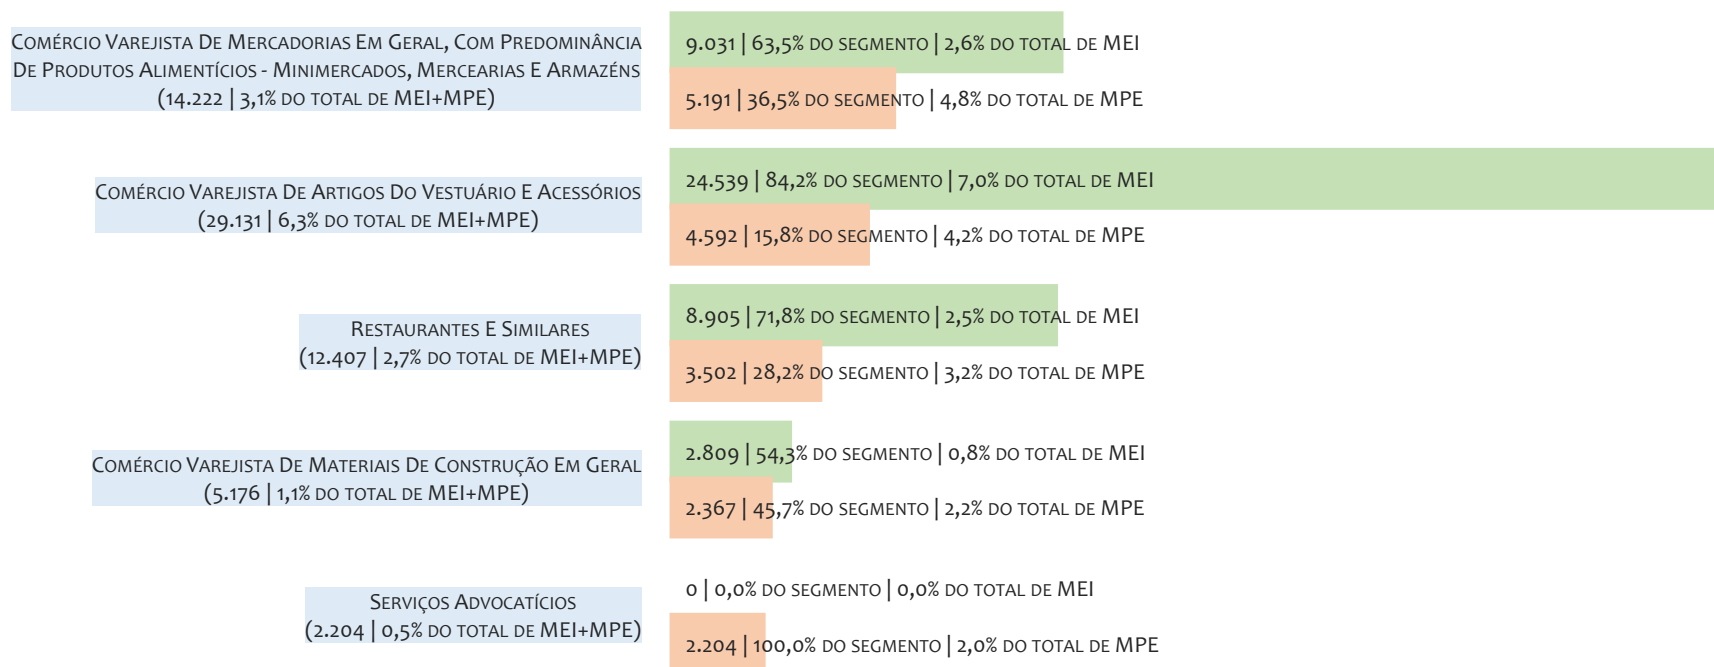 Comércio Varejista De Mercadorias Em Geral, Com Predominância
De Produtos Alimentícios - Minimercados, Mercearias E Armazéns
(14.222 | 3,1% do total de MEI+MPE)
9.031 | 63,5% do segmento | 2,6% do total de MEI
5.191 | 36,5% do segmento | 4,8% do total de MPE
Comércio Varejista De Artigos Do Vestuário E Acessórios
(29.131 | 6,3% do total de MEI+MPE)
24.539 | 84,2% do segmento | 7,0% do total de MEI
4.592 | 15,8% do segmento | 4,2% do total de MPE
Restaurantes E Similares
(12.407 | 2,7% do total de MEI+MPE)
8.905 | 71,8% do segmento | 2,5% do total de MEI
3.502 | 28,2% do segmento | 3,2% do total de MPE
Comércio Varejista De Materiais De Construção Em Geral
(5.176 | 1,1% do total de MEI+MPE)
2.809 | 54,3% do segmento | 0,8% do total de MEI
2.367 | 45,7% do segmento | 2,2% do total de MPE
Serviços Advocatícios
(2.204 | 0,5% do total de MEI+MPE)
0 | 0,0% do segmento | 0,0% do total de MEI
2.204 | 100,0% do segmento | 2,0% do total de MPE